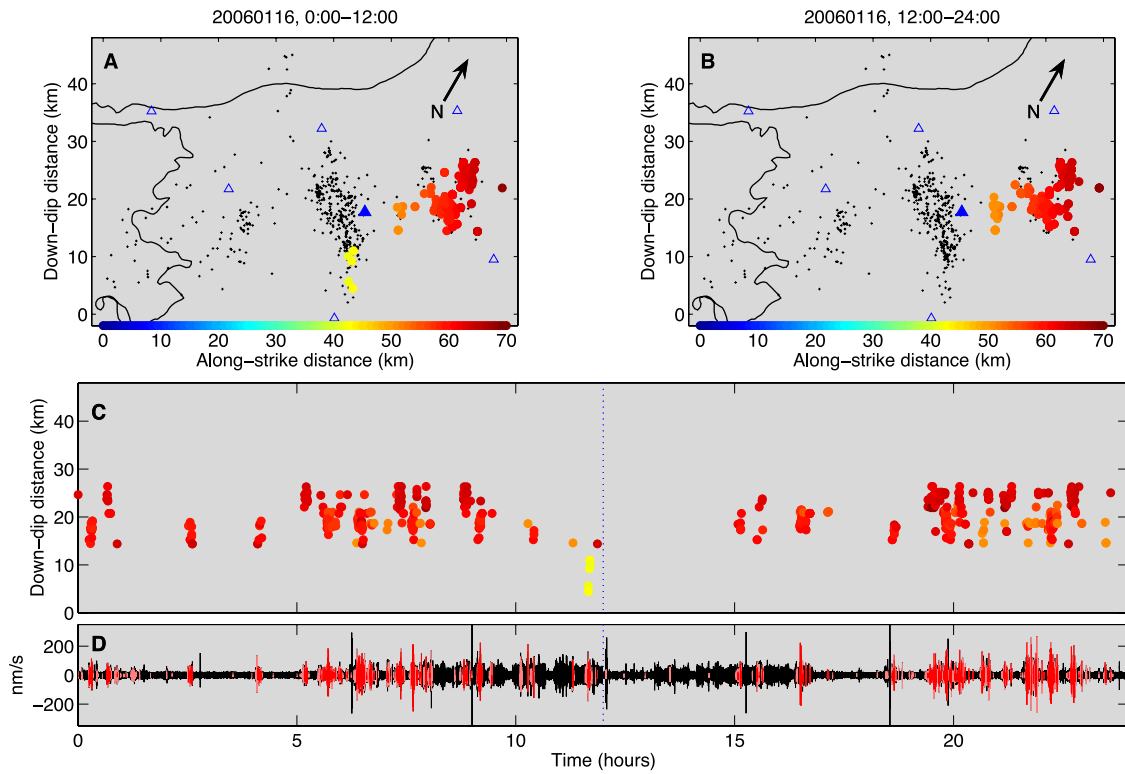 20060116, 0:00−12:00
20060116, 12:00−24:00
A
N
Down−dip distance (km)
40
30
20
10
0
0 10 20 30 40 50 60 70
Along−strike distance (km)
B
N
Down−dip distance (km)
40
30
20
10
0
0 10 20 30 40 50 60 70
Along−strike distance (km)
C
Down−dip distance (km)
40
30
20
10
0
D
nm/s
200
0
−200
0 5 10 15 20
Time (hours)